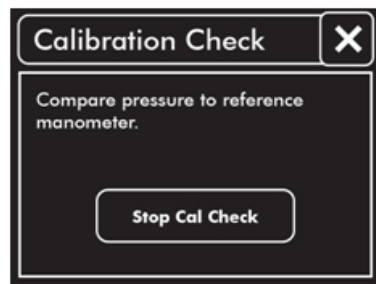 Calibration Check
Compare pressure to reference
manometer.
Stop Cal Check